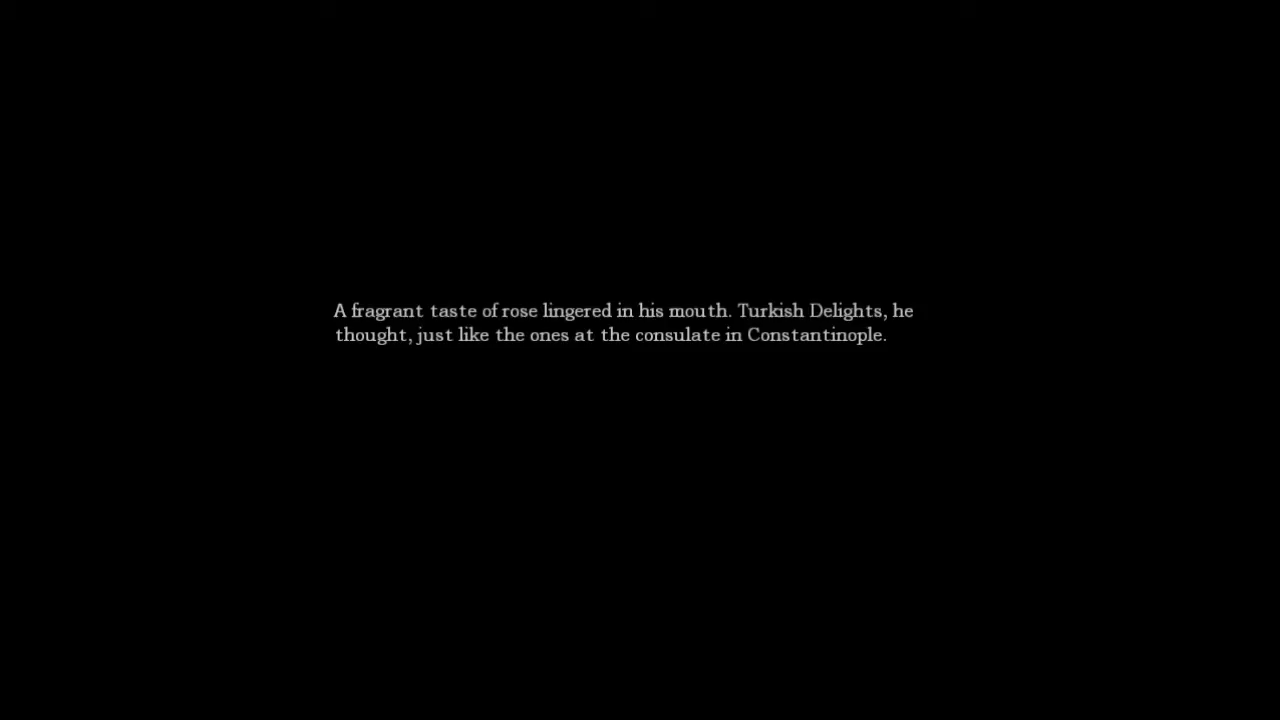 A fragrant taste of rose lingered in his mouth. Turkish Delights, he
thought, just like the ones at the consulate in Constantinople.